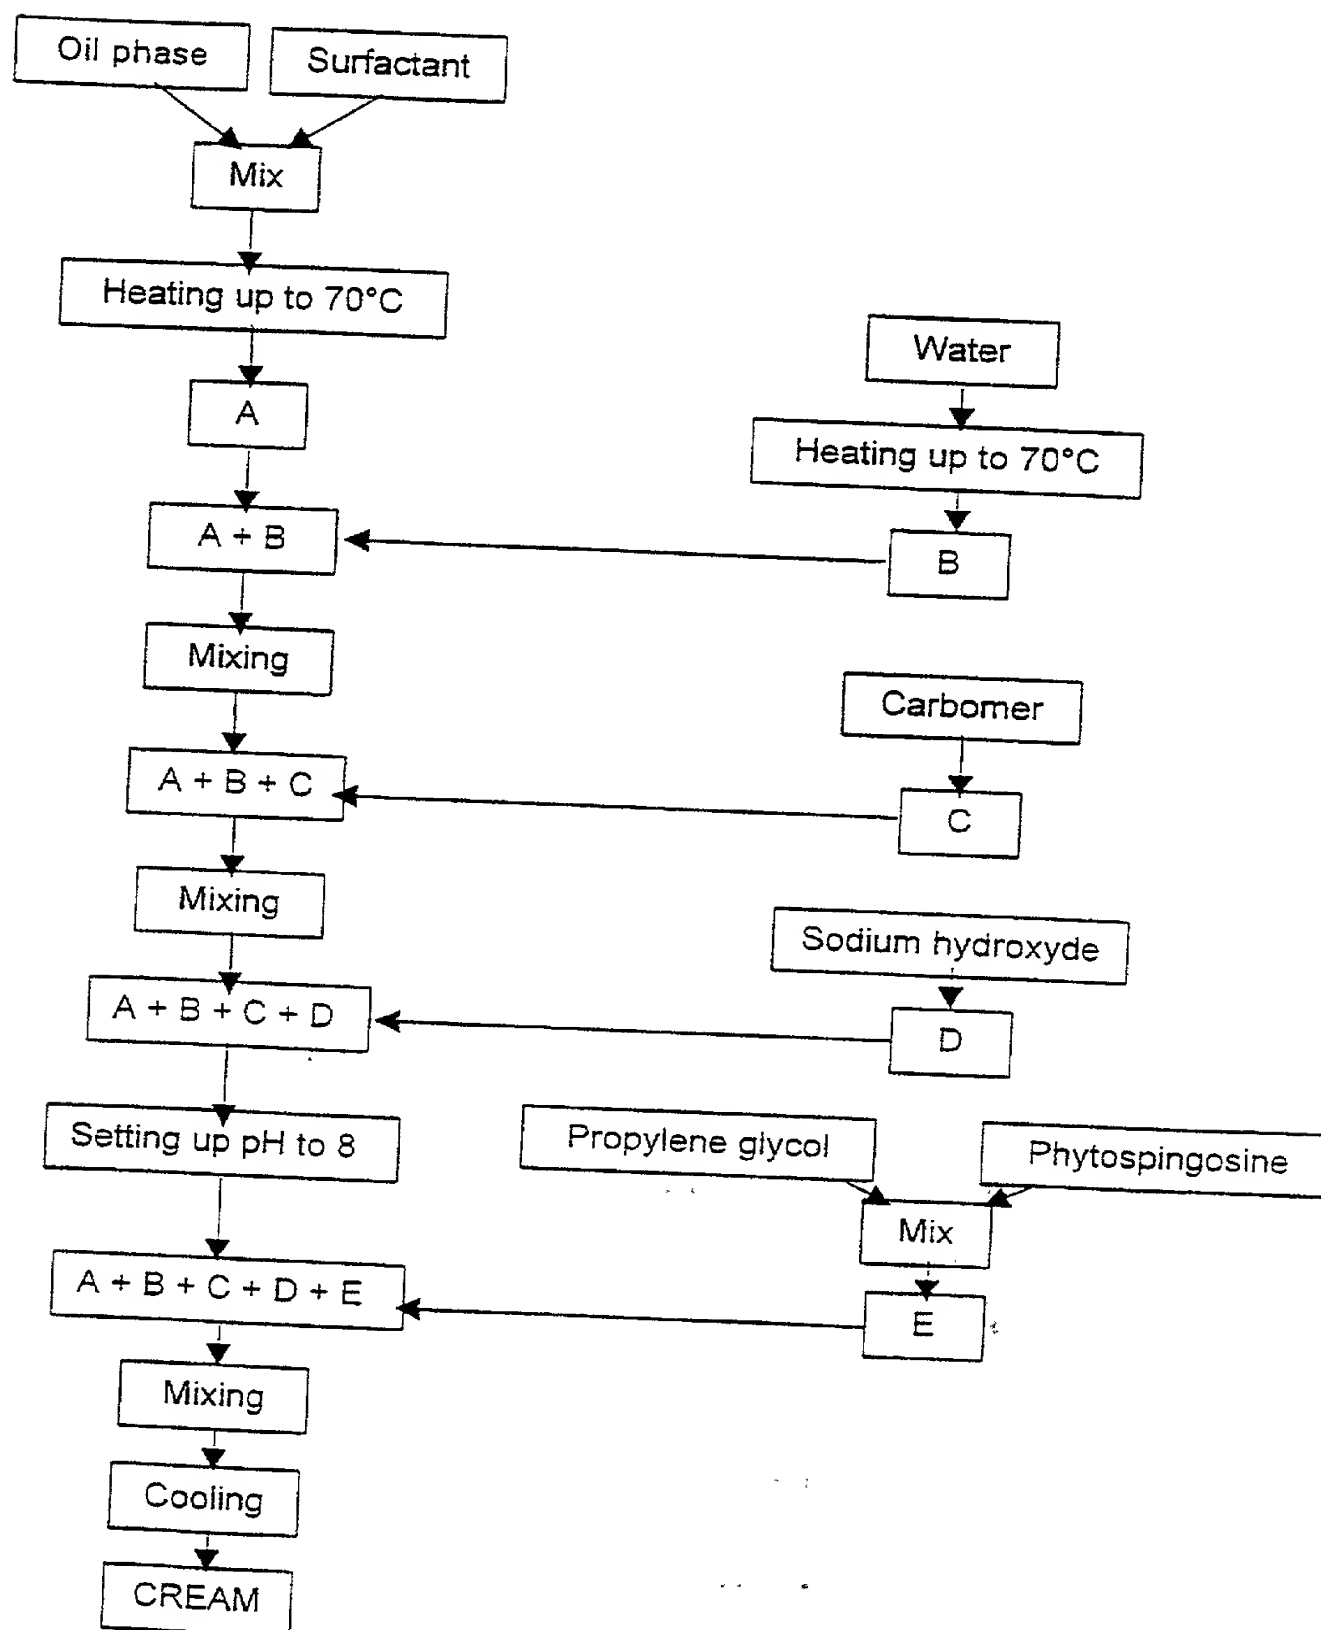 Oil phase
Surfactant
Mix
Heating up to 70°C
A
Water
Heating up to 70°C
A + B
B
Mixing
Carbomer
A + B + C
C
Mixing
Sodium hydroxyde
A + B + C + D
D
Setting up pH to 8
Propylene glycol
Phytospingosine
Mix
A + B + C + D + E
E
Mixing
Cooling
CREAM